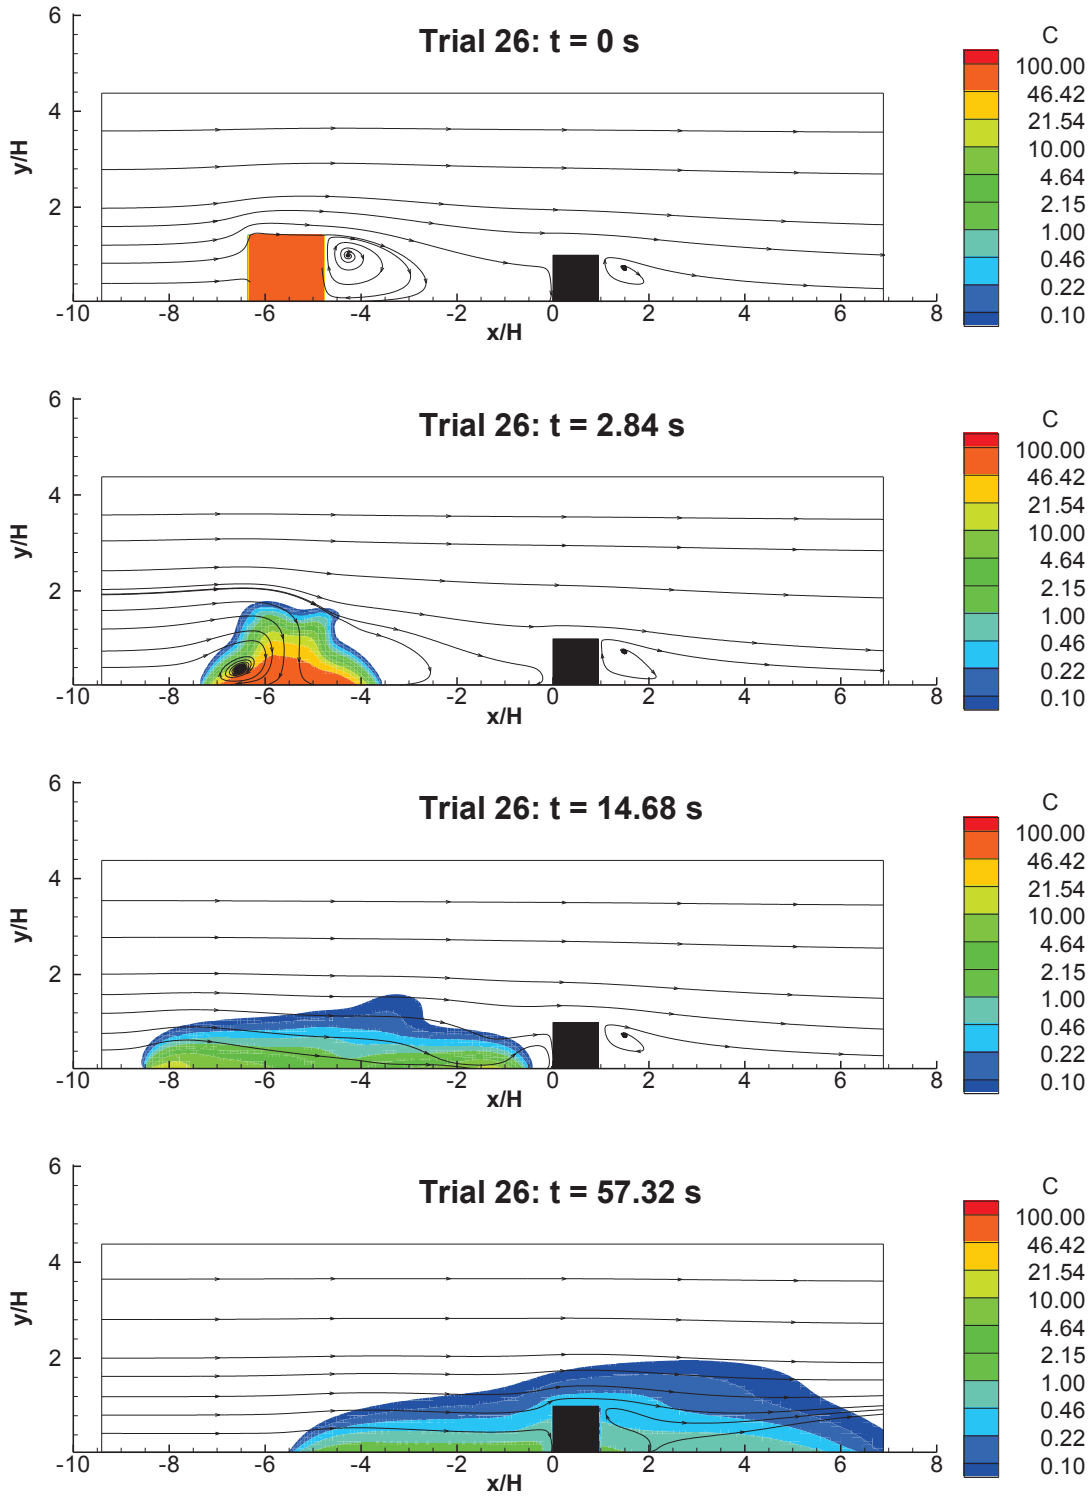 Trial 26: t = 0 s
y/H
6
4
2
-10 -8 -6 -4 -2 0 2 4 6 8
x/H
C
100.00
46.42
21.54
10.00
4.64
2.15
1.00
0.46
0.22
0.10
Trial 26: t = 2.84 s
y/H
6
4
2
-10 -8 -6 -4 -2 0 2 4 6 8
x/H
C
100.00
46.42
21.54
10.00
4.64
2.15
1.00
0.46
0.22
0.10
Trial 26: t = 14.68 s
y/H
6
4
2
-10 -8 -6 -4 -2 0 2 4 6 8
x/H
C
100.00
46.42
21.54
10.00
4.64
2.15
1.00
0.46
0.22
0.10
Trial 26: t = 57.32 s
y/H
6
4
2
-10 -8 -6 -4 -2 0 2 4 6 8
x/H
C
100.00
46.42
21.54
10.00
4.64
2.15
1.00
0.46
0.22
0.10